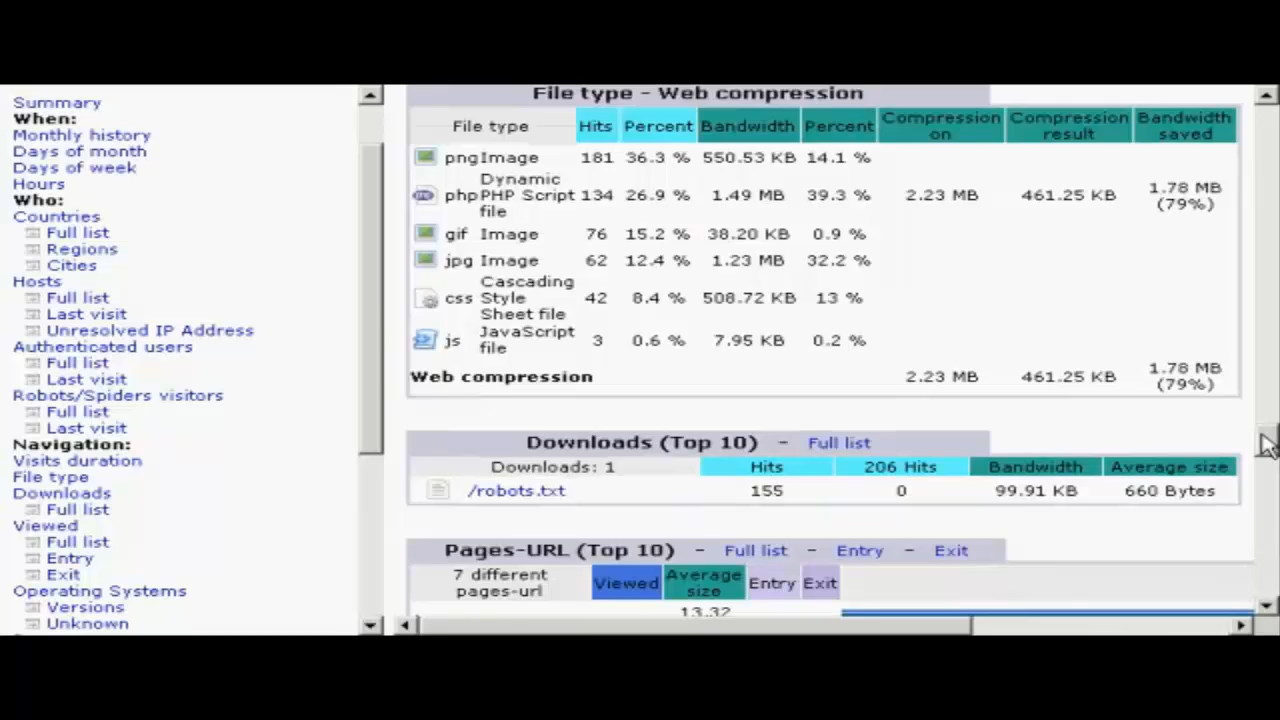 Summary
When:
Monthly history
Days of month
Days of week
Hours
Who:
Countries
Full list
Regions
Cities
Hosts
Full list
Last visit
Unresolved IP Address
Authenticated users
Full list
Last visit
Robots/Spiders visitors
Full list
Last visit
Navigation:
Visits duration
File type
Downloads
Full list
Viewed
Full list
Entry
Exit
Operating Systems
Versions
Unknown
File type - Web compression
File type Hits Percent Bandwidth Percent Compression on Compression result Bandwidth saved
png Image 181 36.3 % 550.53 KB 14.1 %
php Dynamic PHP Script file 134 26.9 % 1.49 MB 39.3 % 2.23 MB 461.25 KB 1.78 MB (79%)
gif Image 76 15.2 % 38.20 KB 0.9 %
jpg Image 62 12.4 % 1.23 MB 32.2 %
css Cascading Style Sheet file 42 8.4 % 508.72 KB 13 %
js JavaScript file 3 0.6 % 7.95 KB 0.2 %
Web compression 2.23 MB 461.25 KB 1.78 MB (79%)
Downloads (Top 10) - Full list
Downloads: 1 Hits 206 Hits Bandwidth Average size
/robots.txt 155 0 99.91 KB 660 Bytes
Pages-URL (Top 10) - Full list - Entry - Exit
7 different pages-url Viewed Average size Entry Exit
13.32